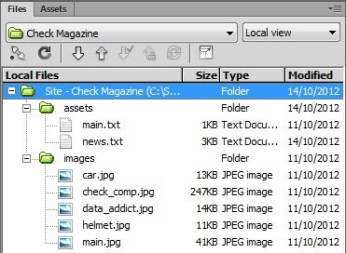 Files Assets
Check Magazine Local view
Local Files Size Type Modified
Site - Check Magazine (C:\S... Folder 14/10/2012
assets Folder 14/10/2012
main.txt 1KB Text Docu... 11/10/2012
news.txt 3KB Text Docu... 14/10/2012
images Folder 11/10/2012
car.jpg 13KB JPEG image 11/10/2012
check_comp.jpg 247KB JPEG image 11/10/2012
data_addict.jpg 14KB JPEG image 11/10/2012
helmet.jpg 11KB JPEG image 11/10/2012
main.jpg 41KB JPEG image 11/10/2012